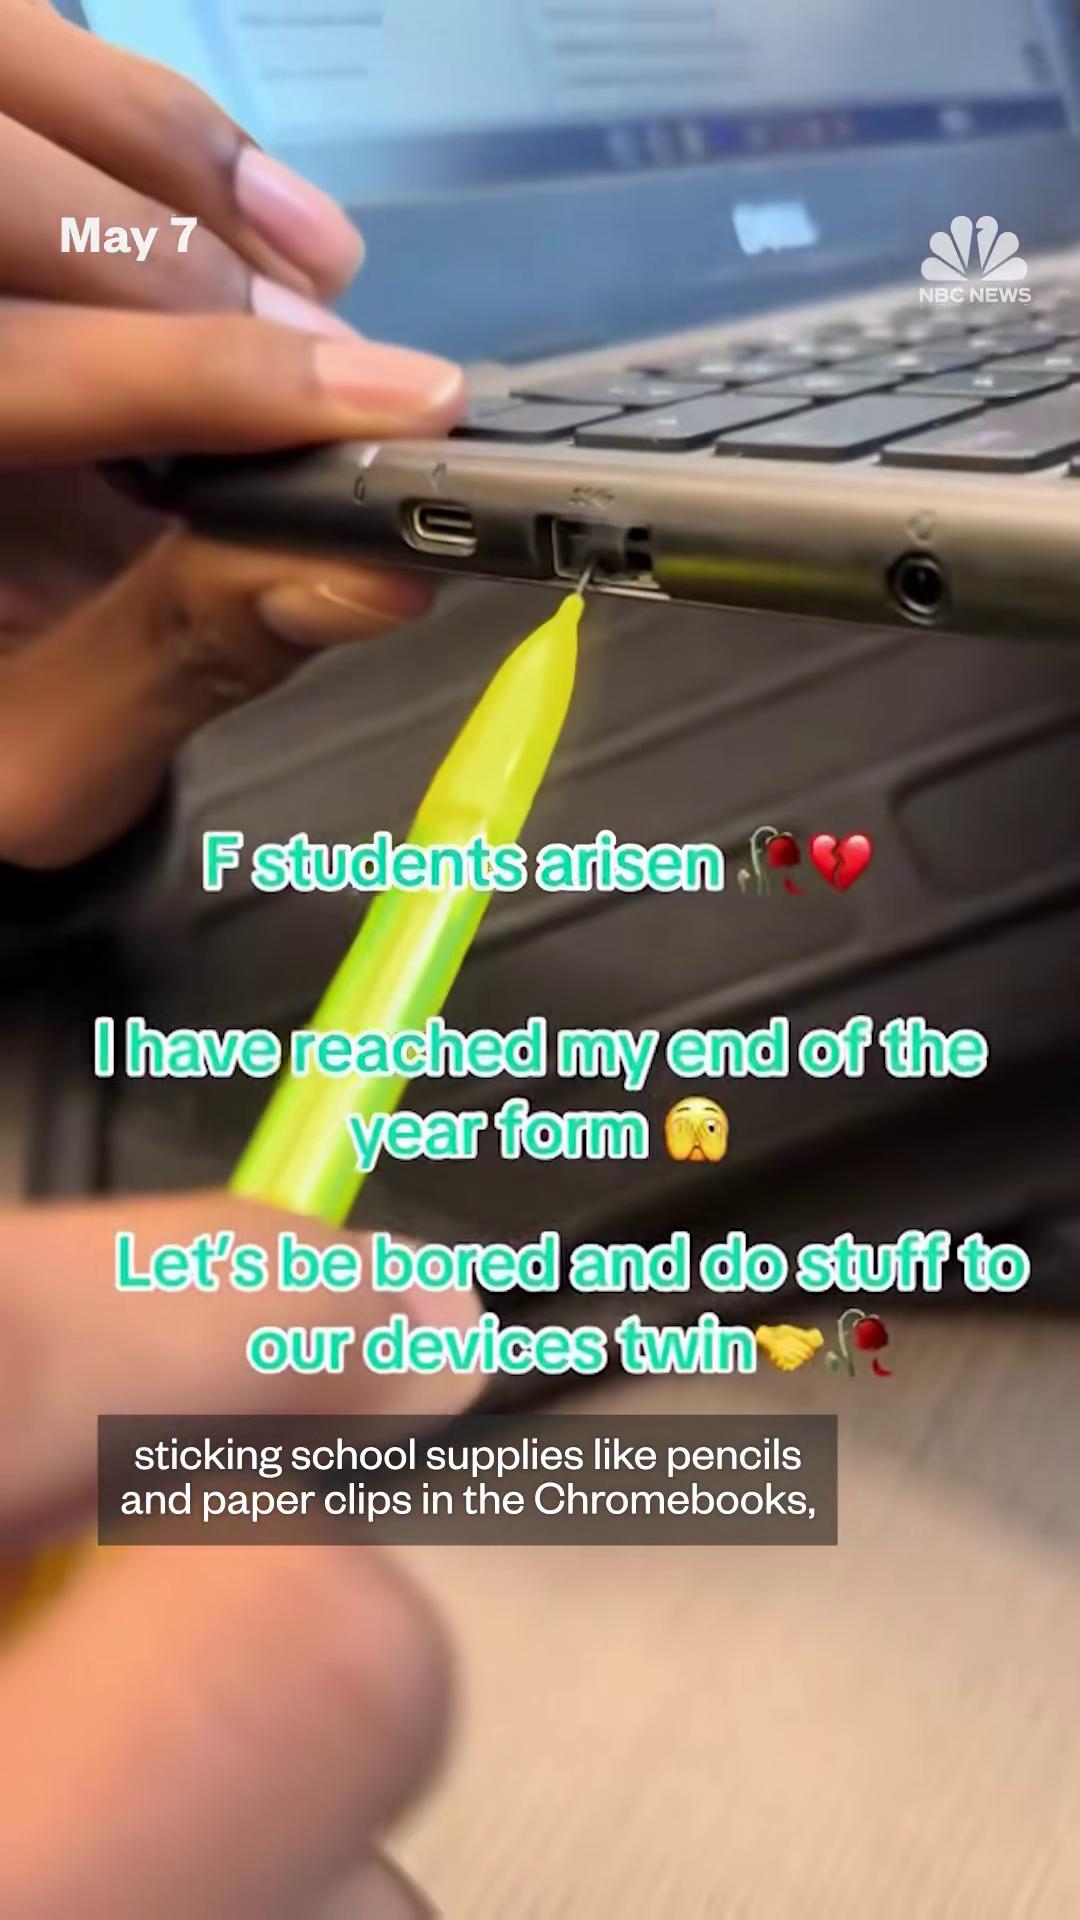 May 7
NBC NEWS
F students arisen 🥀💔
I have reached my end of the
year form 🫣
Let's be bored and do stuff to
our devices twin🤝🥀
sticking school supplies like pencils
and paper clips in the Chromebooks,